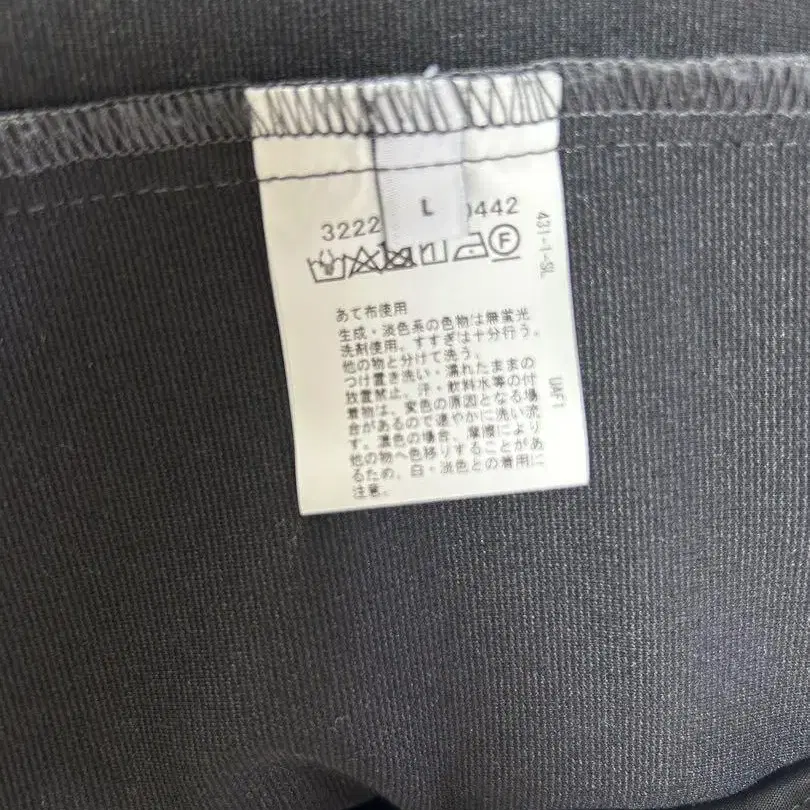 L
3222
442
F
あて布使用
生成・淡色系の色物は無蛍光
洗剤使用。すすぎは十分行う。
他の物と分けて洗う。
つけ置き洗い・濡れたままの
放置禁止。汗・飲料水等の付
着物は、変色の原因となる場
合があるので速やかに洗い流
す。濃色の場合、摩擦により
他の物へ色移りすることがあ
るため、白・淡色との着用に
注意。
431-1-SL
UAF1